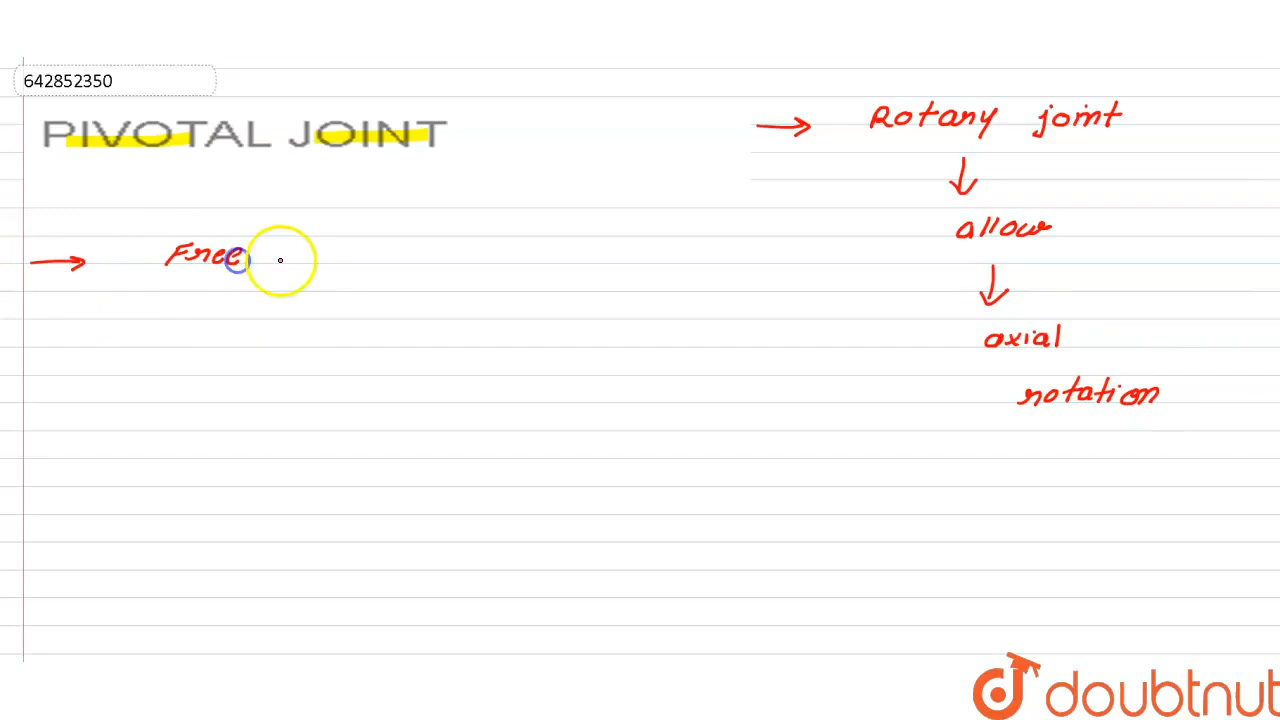 642852350
PIVOTAL JOINT
→ Rotary joint
↓
allow
↓
axial
rotation
→ Free
doubtnut